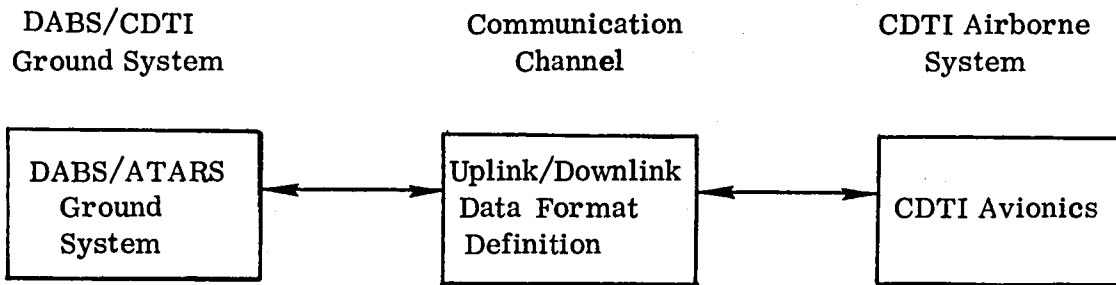 DABS/CDTI
Ground System
Communication
Channel
CDTI Airborne
System
DABS/ATARS
Ground
System
Uplink/Downlink
Data Format
Definition
CDTI Avionics